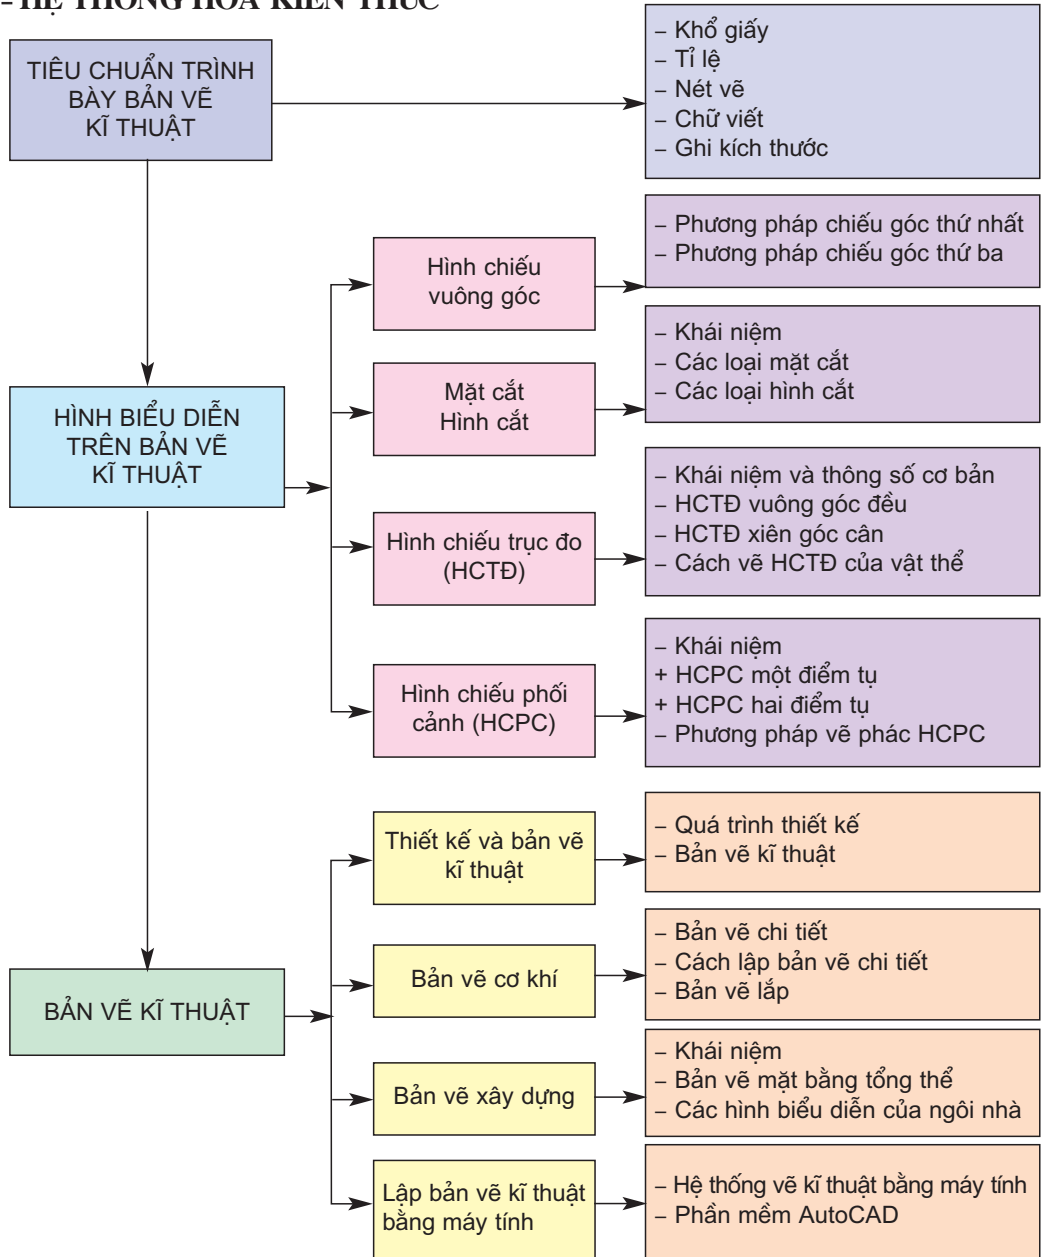 – HỆ THỐNG HÓA KIẾN THỨC
TIÊU CHUẨN TRÌNH
BÀY BẢN VẼ
KĨ THUẬT
– Khổ giấy
– Tỉ lệ
– Nét vẽ
– Chữ viết
– Ghi kích thước
HÌNH BIỂU DIỄN
TRÊN BẢN VẼ
KĨ THUẬT
Hình chiếu
vuông góc
– Phương pháp chiếu góc thứ nhất
– Phương pháp chiếu góc thứ ba
Mặt cắt
Hình cắt
– Khái niệm
– Các loại mặt cắt
– Các loại hình cắt
Hình chiếu trục đo
(HCTĐ)
– Khái niệm và thông số cơ bản
– HCTĐ vuông góc đều
– HCTĐ xiên góc cân
– Cách vẽ HCTĐ của vật thể
Hình chiếu phối
cảnh (HCPC)
– Khái niệm
+ HCPC một điểm tụ
+ HCPC hai điểm tụ
– Phương pháp vẽ phác HCPC
BẢN VẼ KĨ THUẬT
Thiết kế và bản vẽ
kĩ thuật
– Quá trình thiết kế
– Bản vẽ kĩ thuật
Bản vẽ cơ khí
– Bản vẽ chi tiết
– Cách lập bản vẽ chi tiết
– Bản vẽ lắp
Bản vẽ xây dựng
– Khái niệm
– Bản vẽ mặt bằng tổng thể
– Các hình biểu diễn của ngôi nhà
Lập bản vẽ kĩ thuật
bằng máy tính
– Hệ thống vẽ kĩ thuật bằng máy tính
– Phần mềm AutoCAD